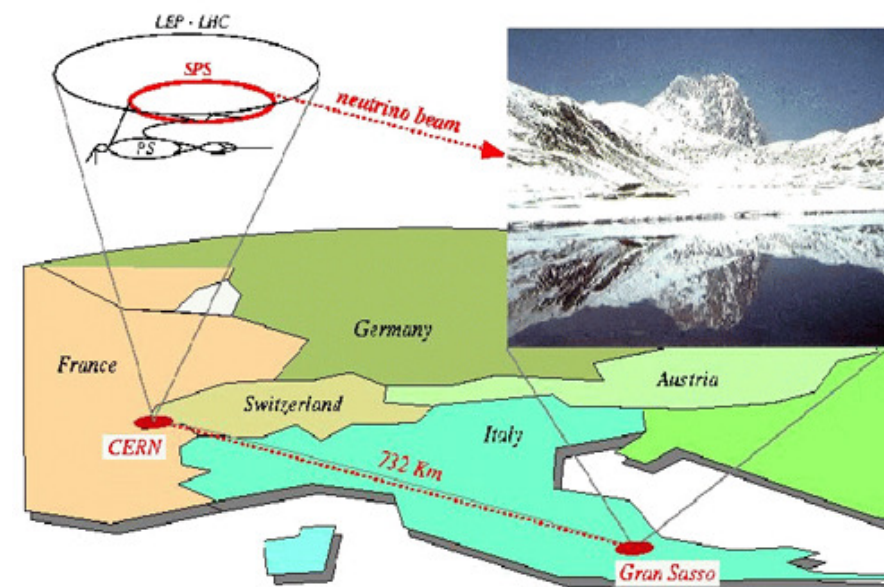 LEP - LHC
SPS
neutrino beam
PS
Germany
France
Austria
Switzerland
Italy
CERN
732 Km
Gran Sasso